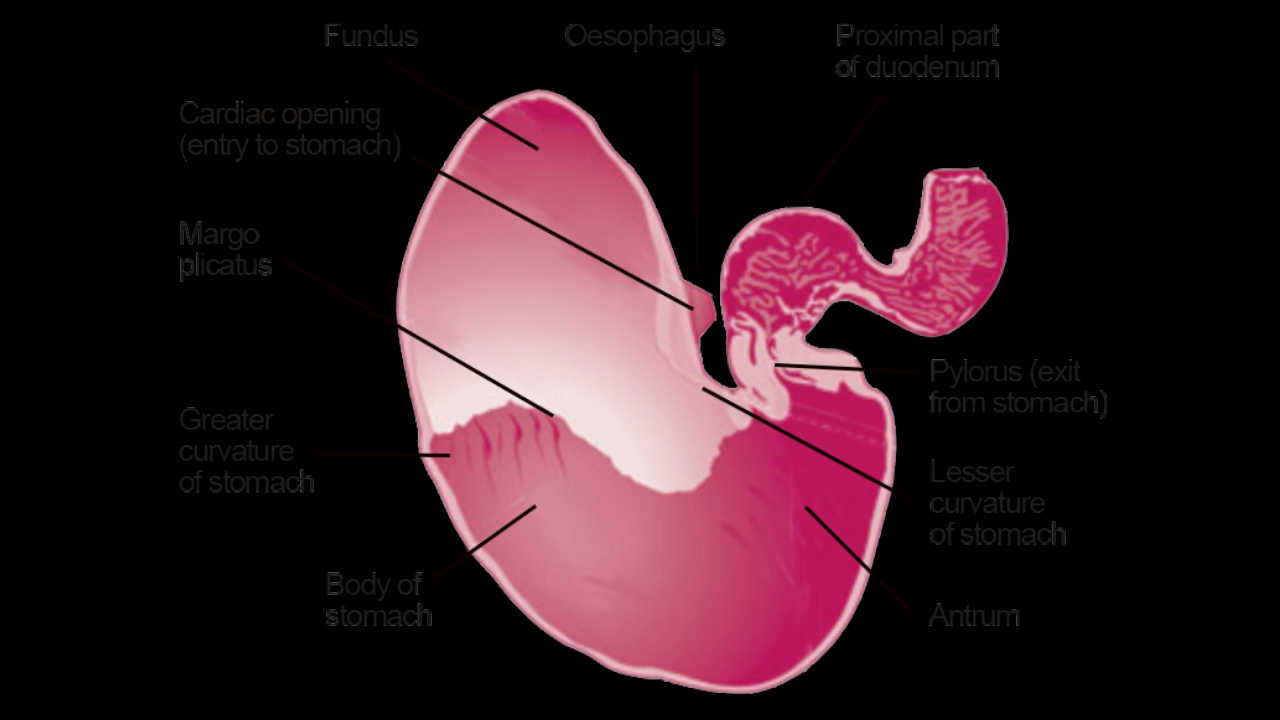 Fundus
Oesophagus
Proximal part
of duodenum
Cardiac opening
(entry to stomach)
Margo
plicatus
Greater
curvature
of stomach
Body of
stomach
Pylorus (exit
from stomach)
Lesser
curvature
of stomach
Antrum